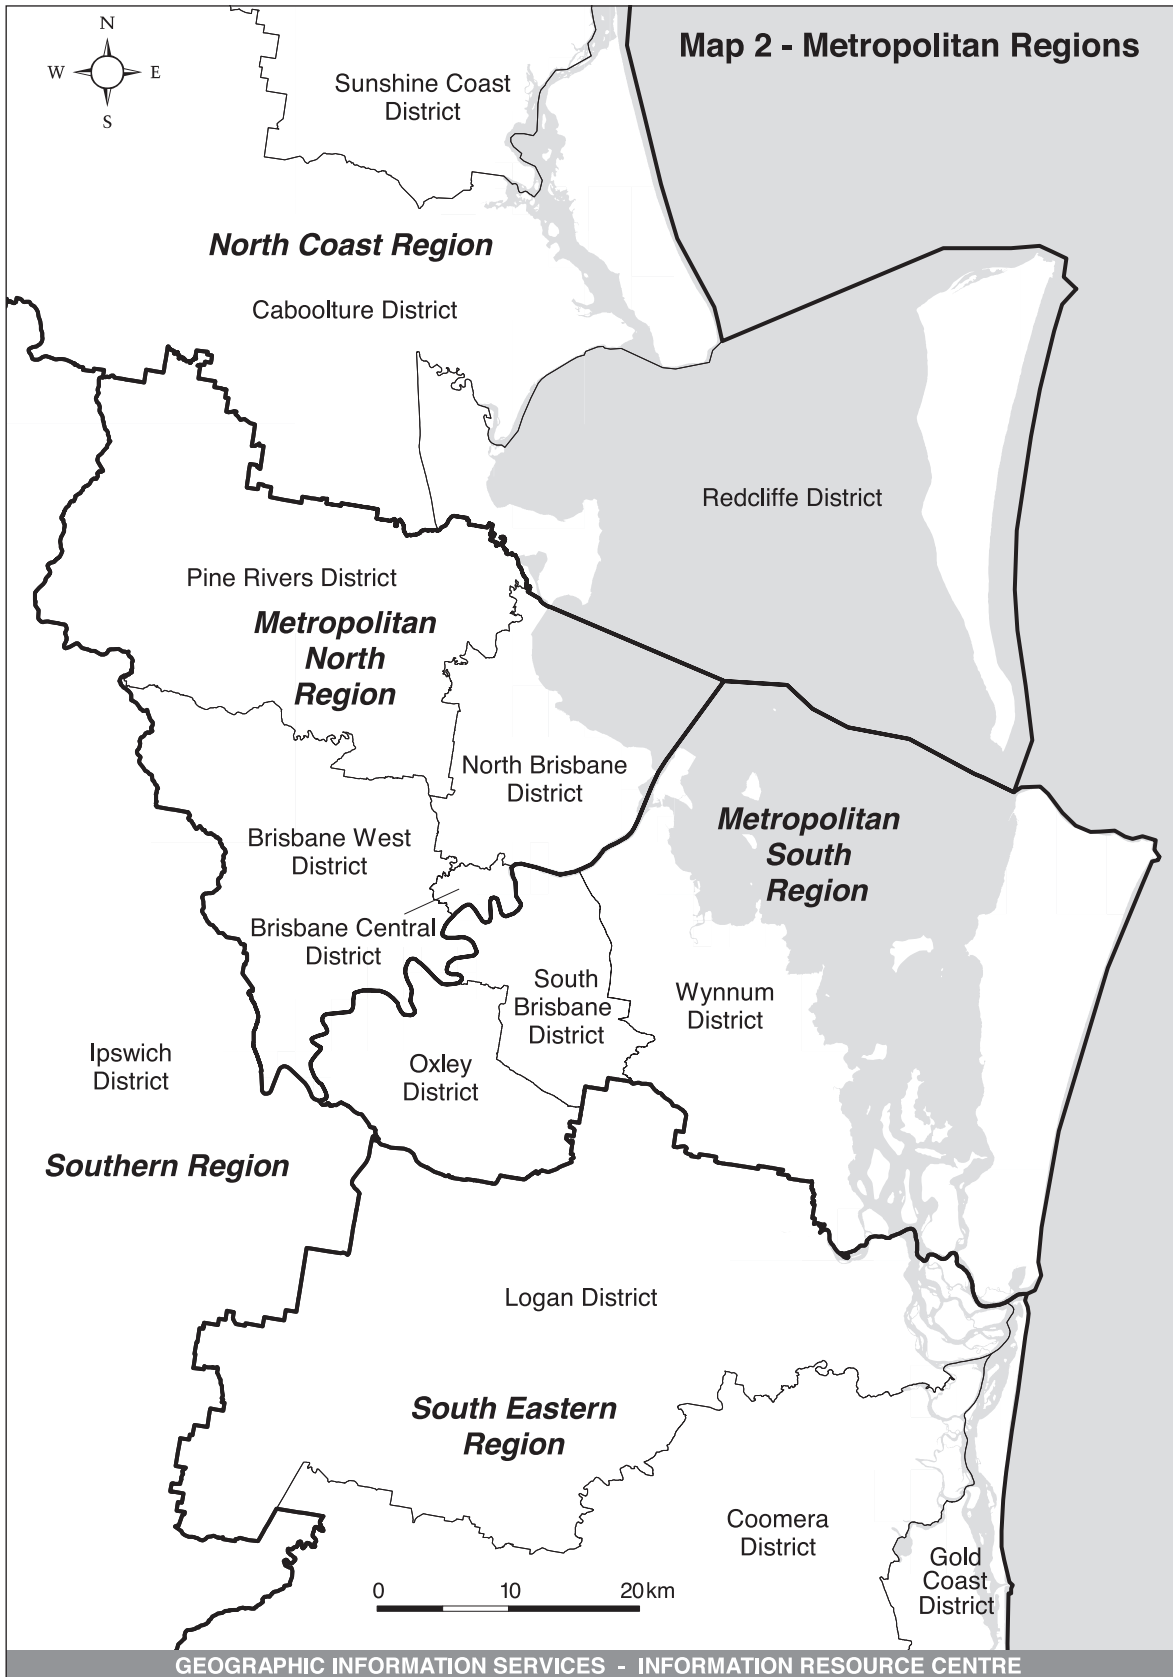 Map 2 - Metropolitan Regions
N
W
E
S
Sunshine Coast
District
North Coast Region
Caboolture District
Redcliffe District
Pine Rivers District
Metropolitan
North
Region
North Brisbane
District
Metropolitan
South
Region
Brisbane West
District
Brisbane Central
District
South
Brisbane
District
Wynnum
District
Ipswich
District
Oxley
District
Southern Region
Logan District
South Eastern
Region
Coomera
District
Gold
Coast
District
0 10 20km
GEOGRAPHIC INFORMATION SERVICES - INFORMATION RESOURCE CENTRE